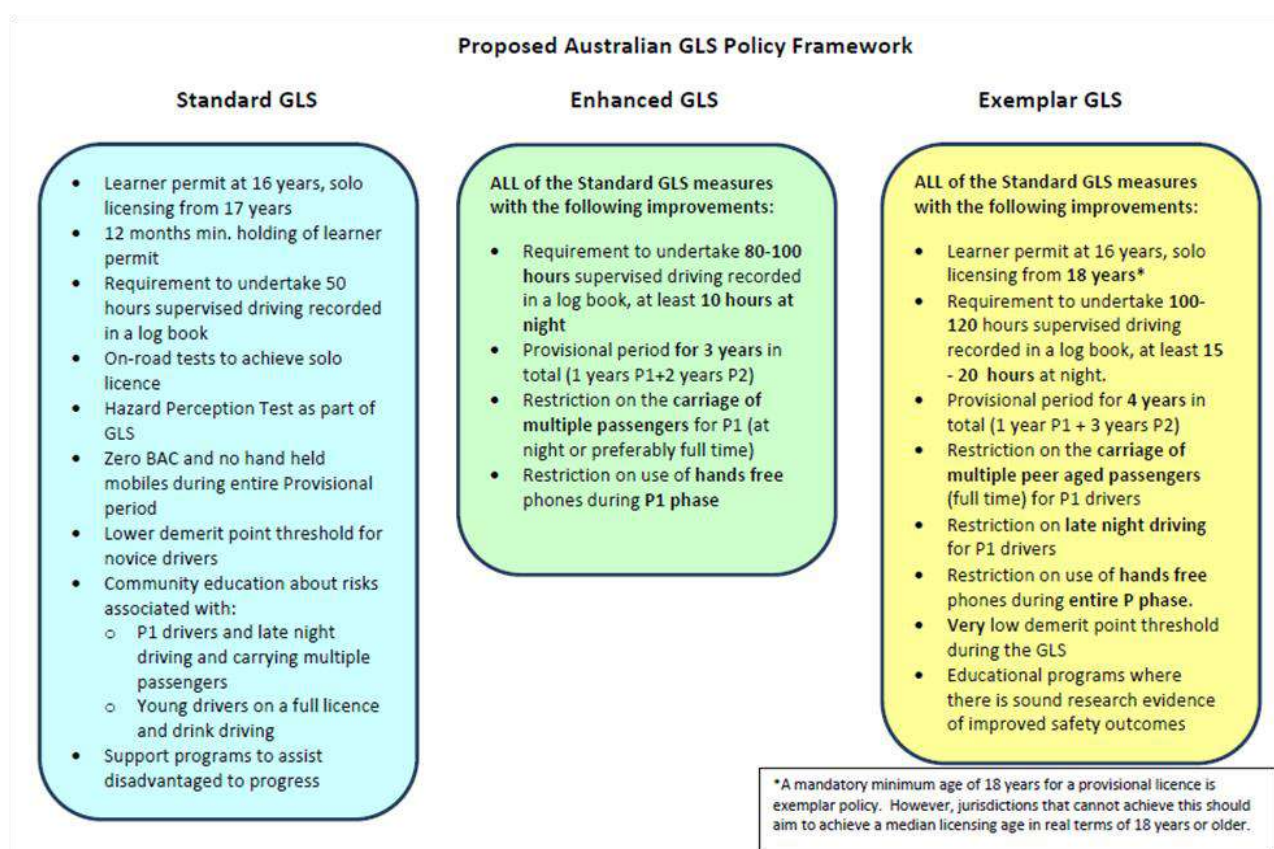 Proposed Australian GLS Policy Framework
Standard GLS
• Learner permit at 16 years, solo
licensing from 17 years
• 12 months min. holding of learner
permit
• Requirement to undertake 50
hours supervised driving recorded
in a log book
• On-road tests to achieve solo
licence
• Hazard Perception Test as part of
GLS
• Zero BAC and no hand held
mobiles during entire Provisional
period
• Lower demerit point threshold for
novice drivers
• Community education about risks
associated with:
o P1 drivers and late night
driving and carrying multiple
passengers
o Young drivers on a full licence
and drink driving
• Support programs to assist
disadvantaged to progress
Enhanced GLS
ALL of the Standard GLS measures
with the following improvements:
• Requirement to undertake 80-100
hours supervised driving recorded
in a log book, at least 10 hours at
night
• Provisional period for 3 years in
total (1 years P1+2 years P2)
• Restriction on the carriage of
multiple passengers for P1 (at
night or preferably full time)
• Restriction on use of hands free
phones during P1 phase
Exemplar GLS
ALL of the Standard GLS measures
with the following improvements:
• Learner permit at 16 years, solo
licensing from 18 years*
• Requirement to undertake 100-
120 hours supervised driving
recorded in a log book, at least 15
- 20 hours at night.
• Provisional period for 4 years in
total (1 year P1 + 3 years P2)
• Restriction on the carriage of
multiple peer aged passengers
(full time) for P1 drivers
• Restriction on late night driving
for P1 drivers
• Restriction on use of hands free
phones during entire P phase.
• Very low demerit point threshold
during the GLS
• Educational programs where
there is sound research evidence
of improved safety outcomes
*A mandatory minimum age of 18 years for a provisional licence is
exemplar policy. However, jurisdictions that cannot achieve this should
aim to achieve a median licensing age in real terms of 18 years or older.